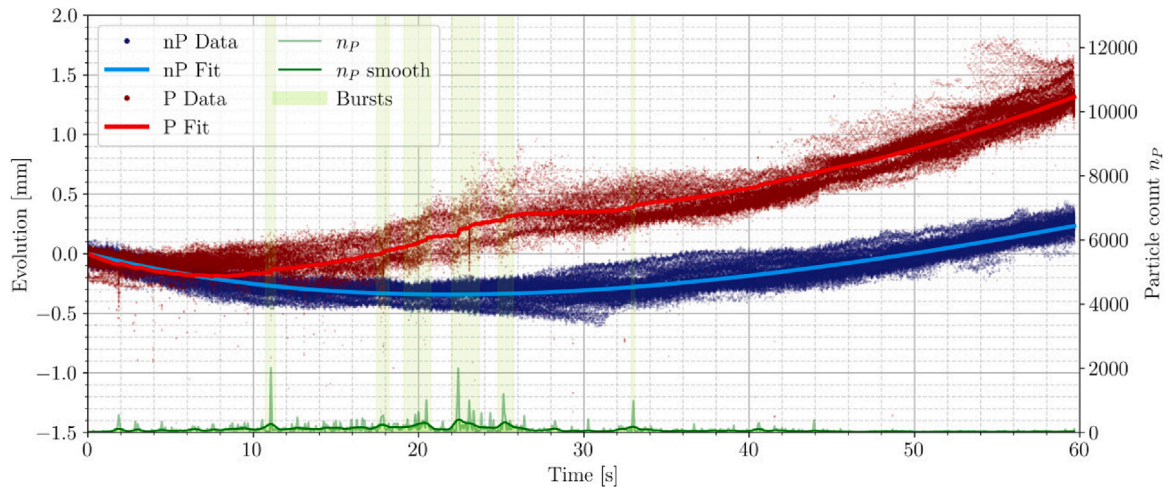 2.0
1.5
1.0
0.5
0.0
−0.5
−1.0
−1.5
Evolution [mm]
nP Data
nP Fit
P Data
P Fit
n_P
n_P smooth
Bursts
12000
10000
8000
6000
4000
2000
0
Particle count n_P
0 10 20 30 40 50 60
Time [s]